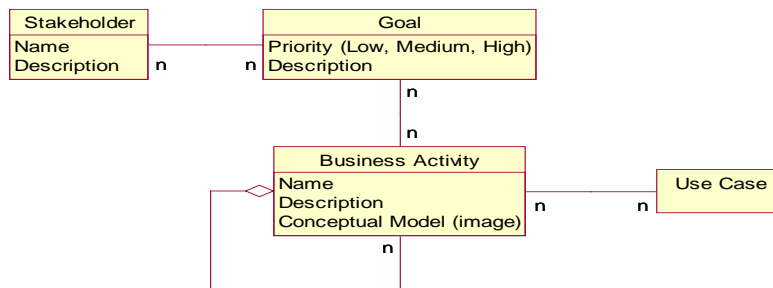 Stakeholder
Name
Description
n
n
Goal
Priority (Low, Medium, High)
Description
n
n
Business Activity
Name
Description
Conceptual Model (image)
n
n
n
Use Case